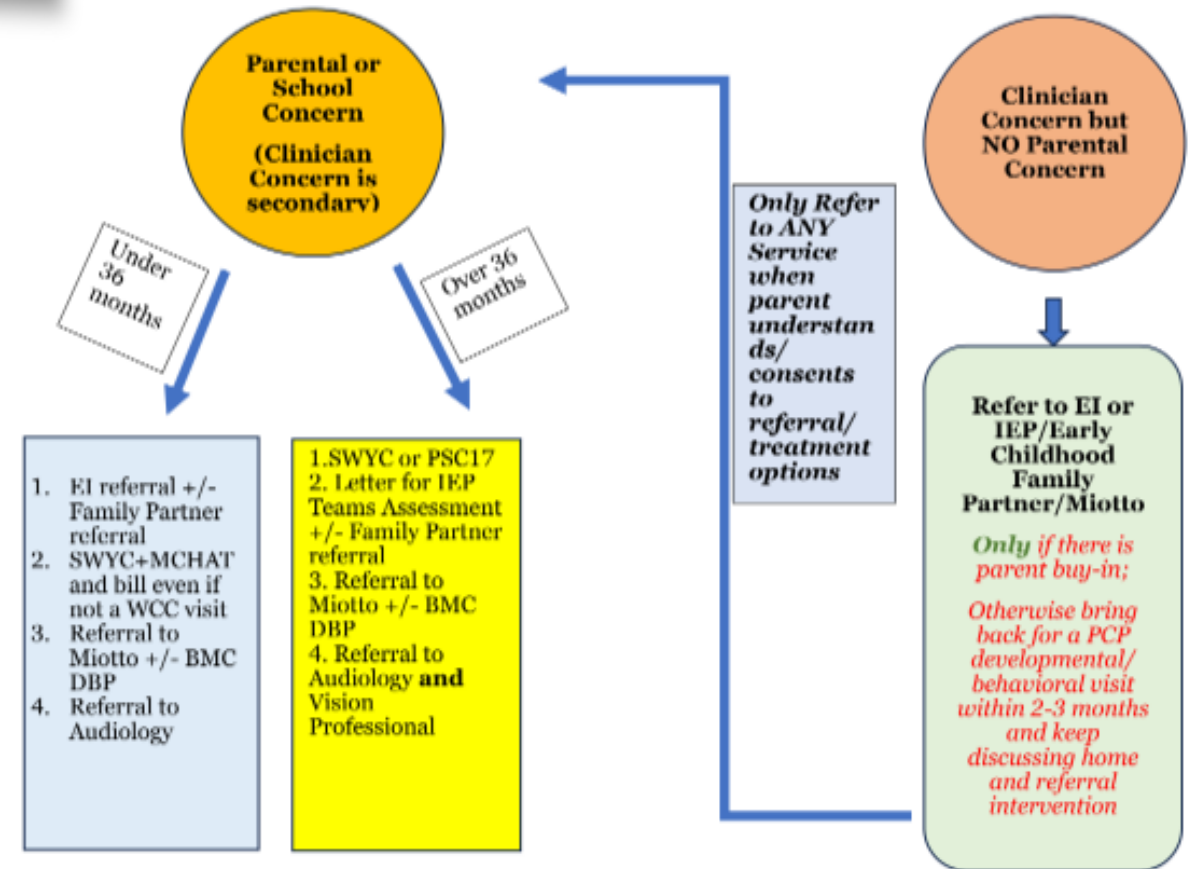 Parental or
School
Concern
(Clinician
Concern is
secondary)
Under
36
months
Over 36
months
1. EI referral +/-
Family Partner
referral
2. SWYC+MCHAT
and bill even if
not a WCC visit
3. Referral to
Miotto +/- BMC
DBP
4. Referral to
Audiology
1.SWYC or PSC17
2. Letter for IEP
Teams Assessment
+/- Family Partner
referral
3. Referral to
Miotto +/- BMC
DBP
4. Referral to
Audiology and
Vision
Professional
Only Refer
to ANY
Service
when
parent
understan
ds/
consents
to
referral/
treatment
options
Clinician
Concern but
NO Parental
Concern
Refer to EI or
IEP/Early
Childhood
Family
Partner/Miotto
Only if there is
parent buy-in;
Otherwise bring
back for a PCP
developmental/
behavioral visit
within 2-3 months
and keep
discussing home
and referral
intervention